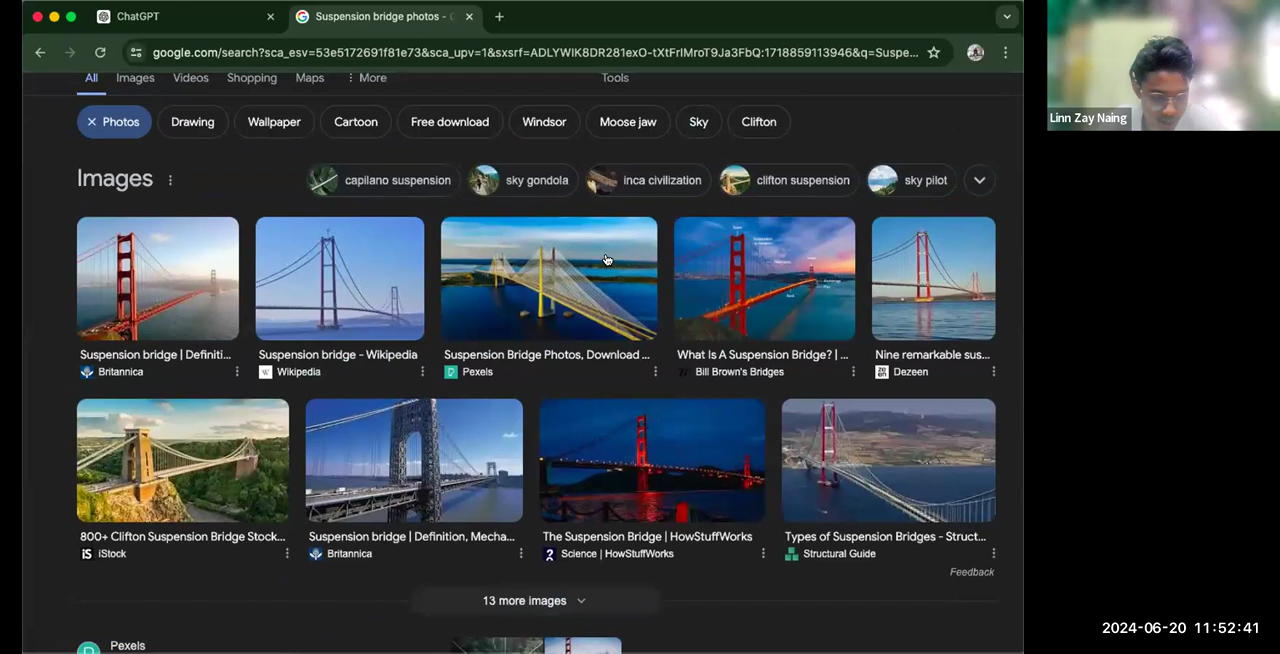 ChatGPT
Suspension bridge photos -
google.com/search?sca_esv=53e5172691f81e73&sca_upv=1&sxsrf=ADLYWIK8DR281exO-tXtFrIMroT9Ja3FbQ:1718859113946&q=Suspe...
All Images Videos Shopping Maps More Tools
Photos Drawing Wallpaper Cartoon Free download Windsor Moose jaw Sky Clifton
Images capilano suspension sky gondola inca civilization clifton suspension sky pilot
Suspension bridge | Definiti... Suspension bridge - Wikipedia Suspension Bridge Photos, Download ... What Is A Suspension Bridge? | ... Nine remarkable sus...
Britannica Wikipedia Pexels Bill Brown's Bridges Dezeen
800+ Clifton Suspension Bridge Stock... Suspension bridge | Definition, Mecha... The Suspension Bridge | HowStuffWorks Types of Suspension Bridges - Struct...
iStock Britannica Science | HowStuffWorks Structural Guide
Feedback
13 more images
Pexels
Linn Zay Naing
2024-06-20 11:52:41